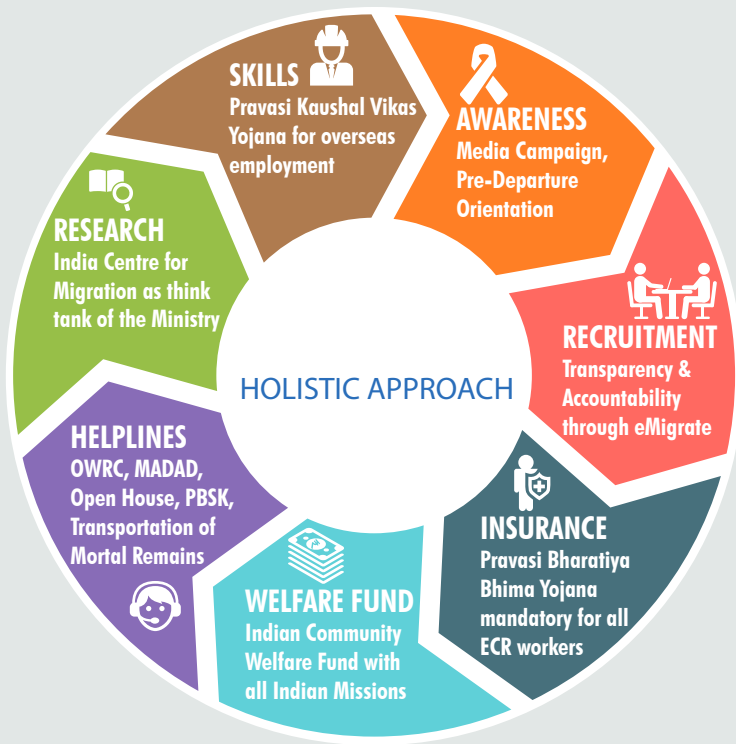 SKILLS
Pravasi Kaushal Vikas
Yojana for overseas
employment
AWARENESS
Media Campaign,
Pre-Departure
Orientation
RECRUITMENT
Transparency &
Accountability
through eMigrate
INSURANCE
Pravasi Bharatiya
Bhima Yojana
mandatory for all
ECR workers
WELFARE FUND
Indian Community
Welfare Fund with
all Indian Missions
HELPLINES
OWRC, MADAD,
Open House, PBSK,
Transportation of
Mortal Remains
RESEARCH
India Centre for
Migration as think
tank of the Ministry
HOLISTIC APPROACH